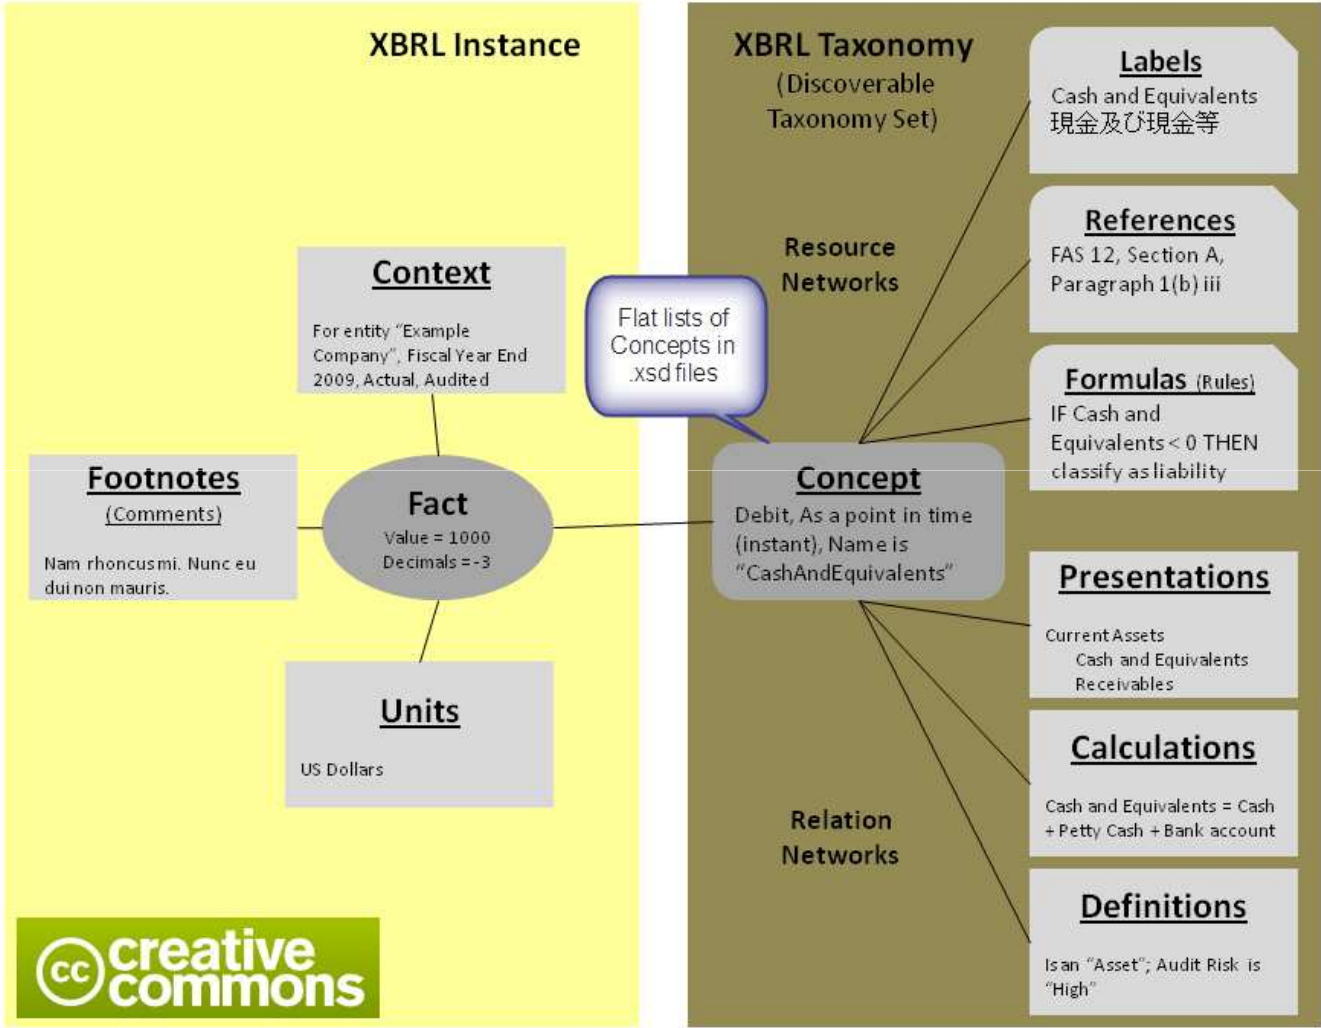 XBRL Instance
Context
For entity “Example
Company”, Fiscal Year End
2009, Actual, Audited
Footnotes
(Comments)
Nam rhoncus mi. Nunc eu
dui non mauris.
Fact
Value = 1000
Decimals = -3
Units
US Dollars
cc creative
commons
XBRL Taxonomy
(Discoverable
Taxonomy Set)
Resource
Networks
Flat lists of
Concepts in
.xsd files
Concept
Debit, As a point in time
(instant), Name is
“CashAndEquivalents”
Relation
Networks
Labels
Cash and Equivalents
現金及び現金等
References
FAS 12, Section A,
Paragraph 1(b) iii
Formulas (Rules)
IF Cash and
Equivalents < 0 THEN
classify as liability
Presentations
Current Assets
Cash and Equivalents
Receivables
Calculations
Cash and Equivalents = Cash
+ Petty Cash + Bank account
Definitions
Is an “Asset”; Audit Risk is
“High”